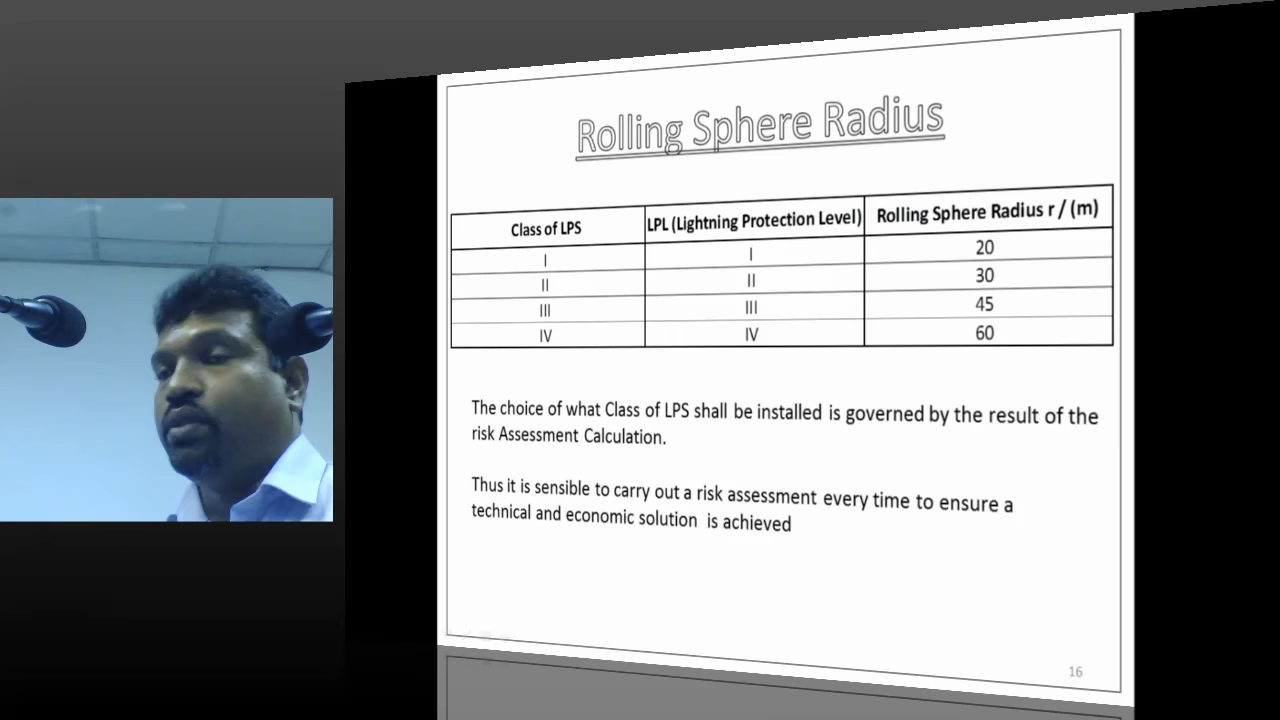 Rolling Sphere Radius
Class of LPS LPL (Lightning Protection Level) Rolling Sphere Radius r / (m)
I I 20
II II 30
III III 45
IV IV 60
The choice of what Class of LPS shall be installed is governed by the result of the
risk Assessment Calculation.
Thus it is sensible to carry out a risk assessment every time to ensure a
technical and economic solution is achieved
16